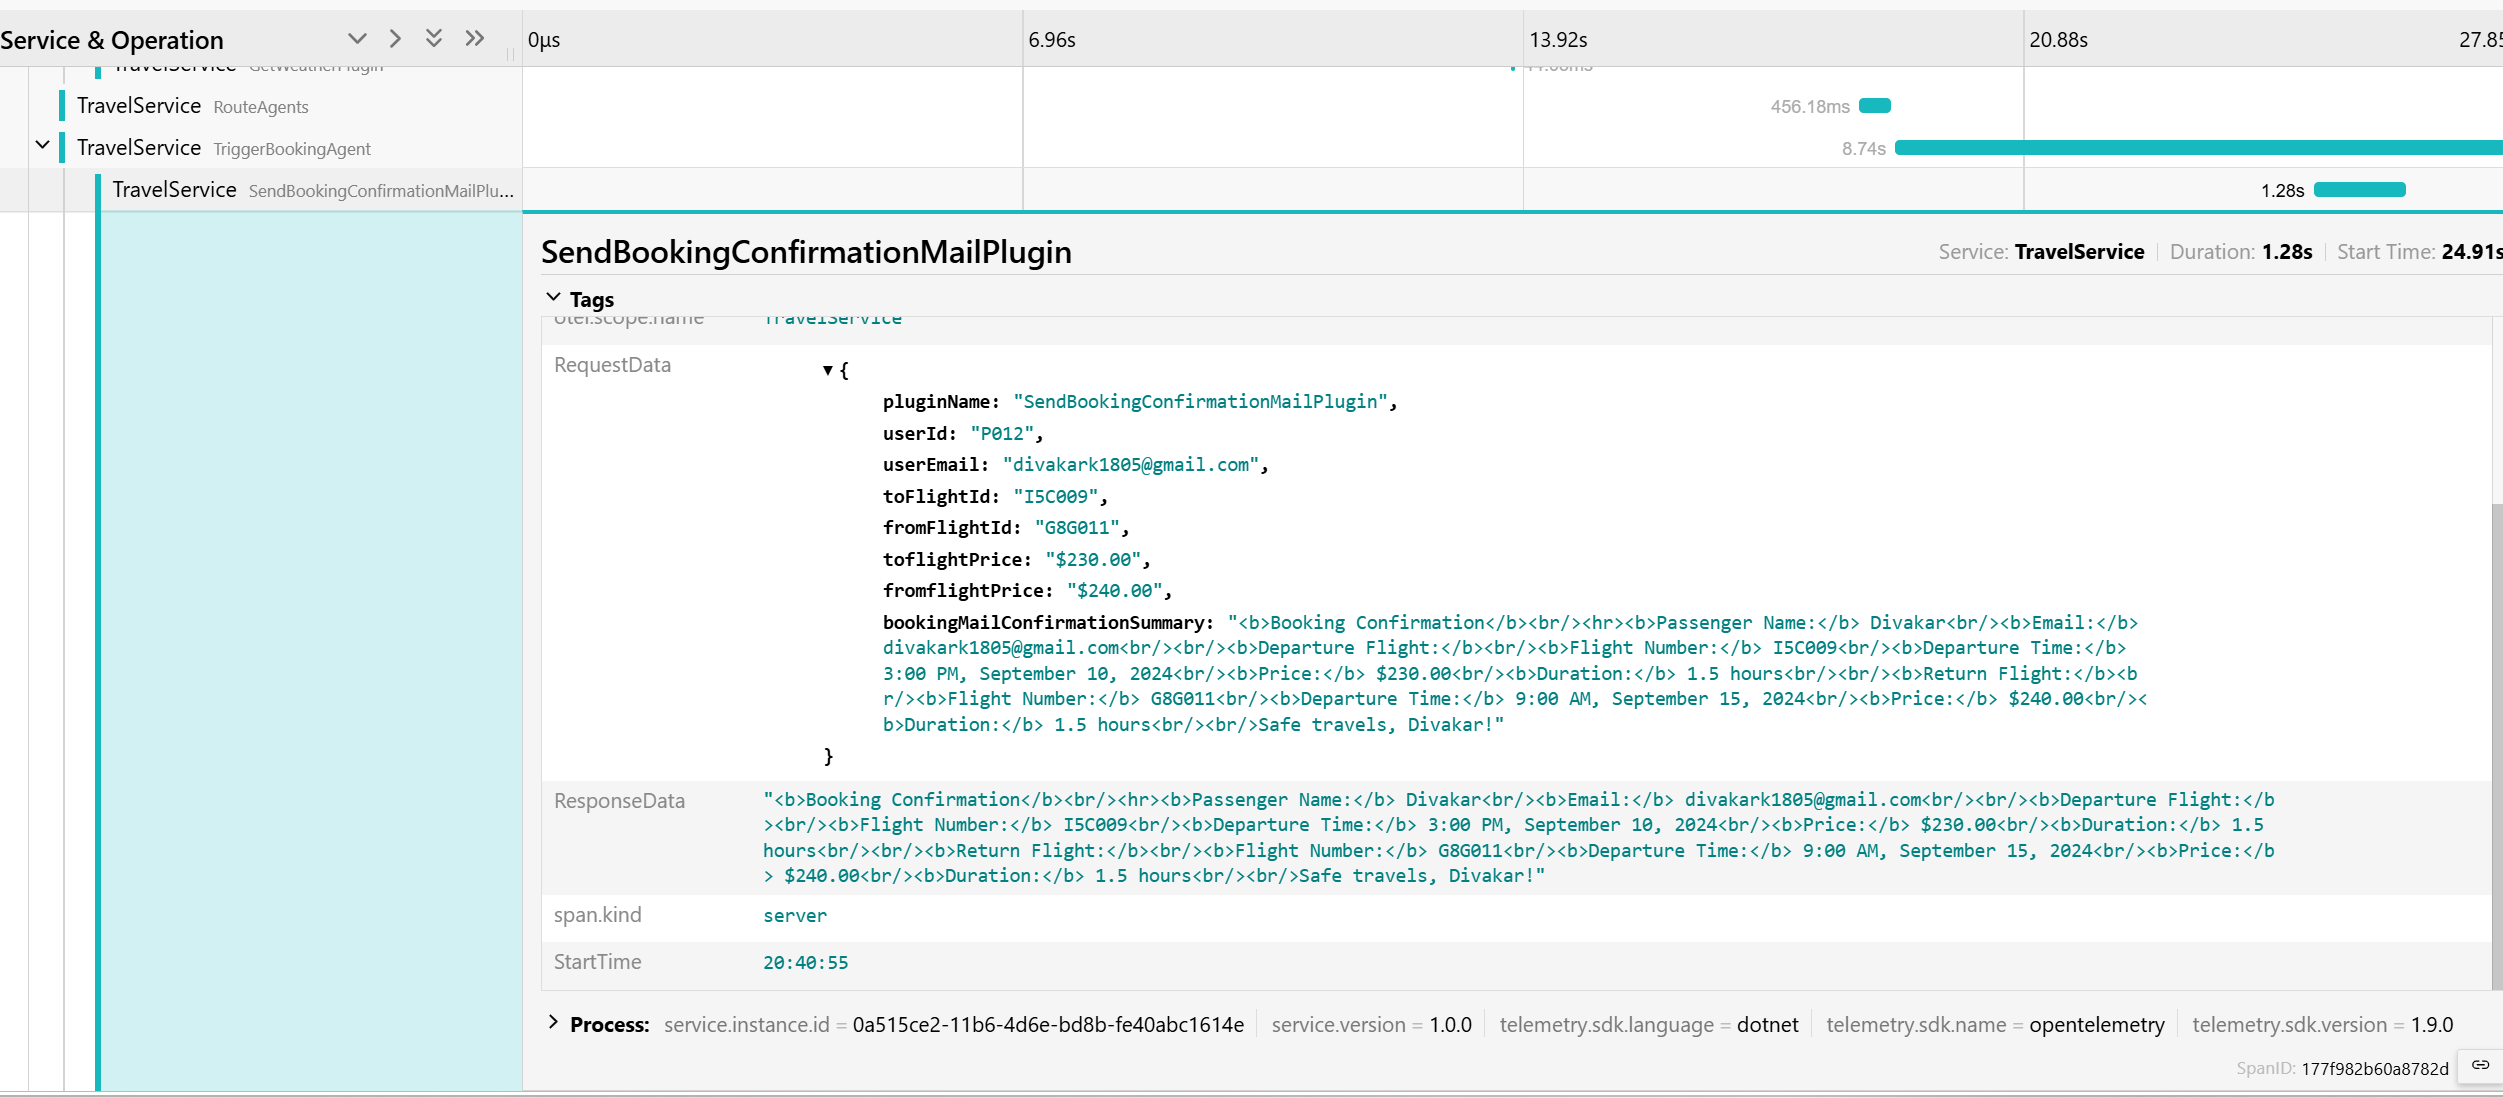 Service & Operation
0μs
6.96s
13.92s
20.88s
27.85
TravelService GetWeatherPlugin
TravelService RouteAgents
456.18ms
TravelService TriggerBookingAgent
8.74s
TravelService SendBookingConfirmationMailPlu...
1.28s
SendBookingConfirmationMailPlugin
Service: TravelService
Duration: 1.28s
Start Time: 24.91s
Tags
otel.scope.name TravelService
RequestData
{
pluginName: "SendBookingConfirmationMailPlugin",
userId: "P012",
userEmail: "divakark1805@gmail.com",
toFlightId: "I5C009",
fromFlightId: "G8G011",
toflightPrice: "$230.00",
fromflightPrice: "$240.00",
bookingMailConfirmationSummary: "<b>Booking Confirmation</b><br/><hr><b>Passenger Name:</b> Divakar<br/><b>Email:</b>
divakark1805@gmail.com<br/><br/><b>Departure Flight:</b><br/><b>Flight Number:</b> I5C009<br/><b>Departure Time:</b>
3:00 PM, September 10, 2024<br/><b>Price:</b> $230.00<br/><b>Duration:</b> 1.5 hours<br/><br/><b>Return Flight:</b><b
r/><b>Flight Number:</b> G8G011<br/><b>Departure Time:</b> 9:00 AM, September 15, 2024<br/><b>Price:</b> $240.00<br/><
b>Duration:</b> 1.5 hours<br/><br/>Safe travels, Divakar!"
}
ResponseData
"<b>Booking Confirmation</b><br/><hr><b>Passenger Name:</b> Divakar<br/><b>Email:</b> divakark1805@gmail.com<br/><br/><b>Departure Flight:</b
><br/><b>Flight Number:</b> I5C009<br/><b>Departure Time:</b> 3:00 PM, September 10, 2024<br/><b>Price:</b> $230.00<br/><b>Duration:</b> 1.5
hours<br/><br/><b>Return Flight:</b><br/><b>Flight Number:</b> G8G011<br/><b>Departure Time:</b> 9:00 AM, September 15, 2024<br/><b>Price:</b
> $240.00<br/><b>Duration:</b> 1.5 hours<br/><br/>Safe travels, Divakar!"
span.kind server
StartTime 20:40:55
Process: service.instance.id = 0a515ce2-11b6-4d6e-bd8b-fe40abc1614e
service.version = 1.0.0
telemetry.sdk.language = dotnet
telemetry.sdk.name = opentelemetry
telemetry.sdk.version = 1.9.0
SpanID: 177f982b60a8782d